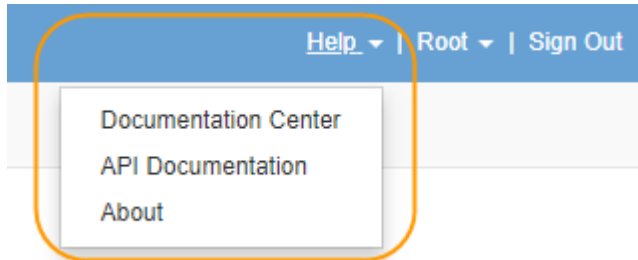 Help | Root | Sign Out
Documentation Center
API Documentation
About